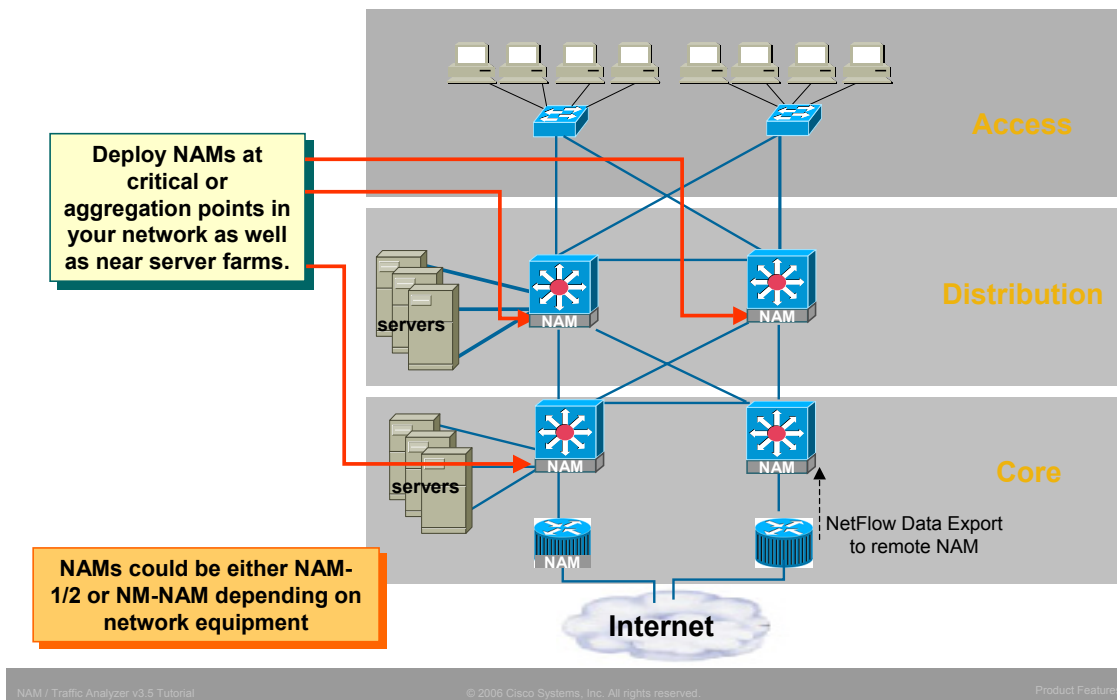 Access
Deploy NAMs at
critical or
aggregation points in
your network as well
as near server farms.
Distribution
servers
NAM
NAM
Core
servers
NAM
NAM
NetFlow Data Export
to remote NAM
NAM
NAMs could be either NAM-
1/2 or NM-NAM depending on
network equipment
Internet
NAM / Traffic Analyzer v3.5 Tutorial
© 2006 Cisco Systems, Inc. All rights reserved.
Product Features